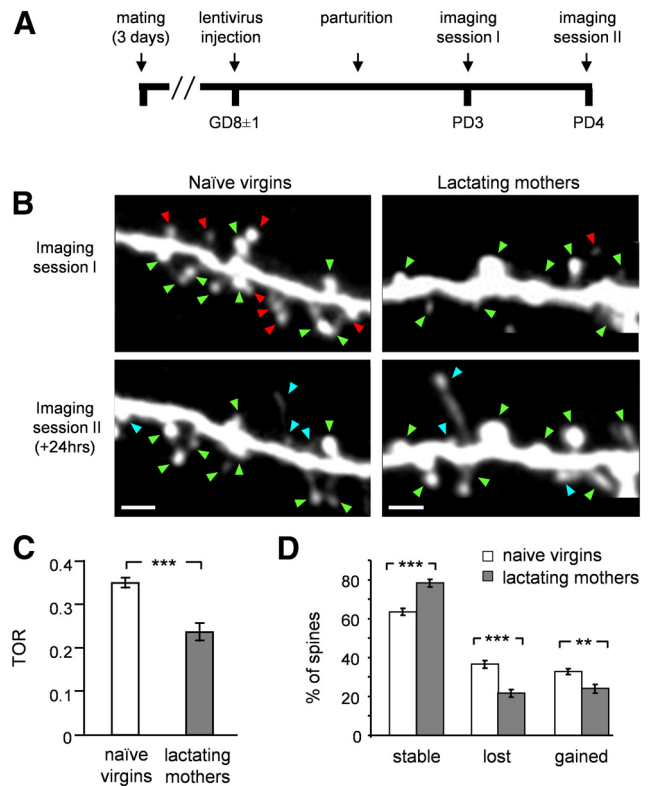 A
mating
(3 days)
lentivirus
injection
parturition
imaging
session I
imaging
session II
GD8±1
PD3
PD4
B
Naïve virgins
Lactating mothers
Imaging
session I
Imaging
session II
(+24hrs)
C
0.4
0.3
0.2
0.1
0
TOR
***
naïve
virgins
lactating
mothers
D
naive virgins
lactating mothers
80
60
40
20
0
% of spines
***
***
**
stable
lost
gained